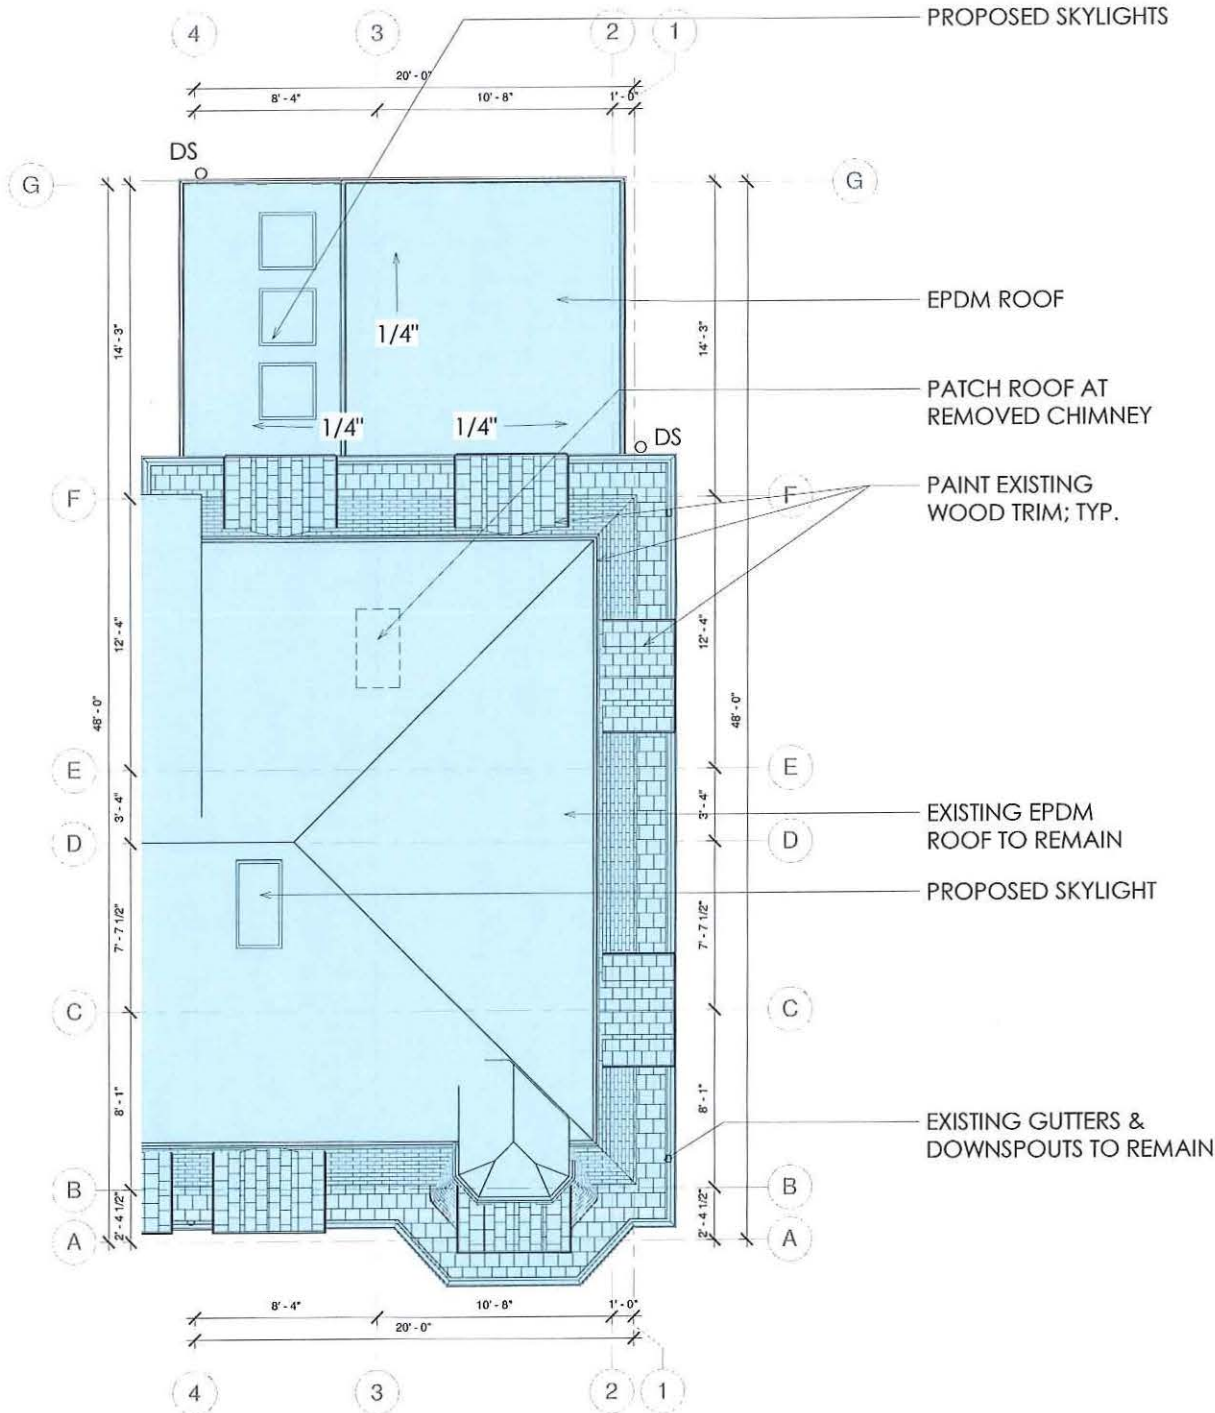 PROPOSED SKYLIGHTS
4
3
2
1
20' - 0"
8' - 4"
10' - 8"
1' - 0"
DS
G
G
EPDM ROOF
1/4"
14' - 3"
14' - 3"
PATCH ROOF AT
REMOVED CHIMNEY
1/4"
1/4"
DS
PAINT EXISTING
WOOD TRIM; TYP.
F
F
12' - 4"
12' - 4"
48' - 0"
48' - 0"
E
E
3' - 4"
3' - 4"
EXISTING EPDM
ROOF TO REMAIN
D
D
PROPOSED SKYLIGHT
7' - 7 1/2"
7' - 7 1/2"
C
C
8' - 1"
8' - 1"
EXISTING GUTTERS &
DOWNSPOUTS TO REMAIN
B
B
2' - 4 1/2"
2' - 4 1/2"
A
A
8' - 4"
10' - 8"
1' - 0"
20' - 0"
4
3
2
1